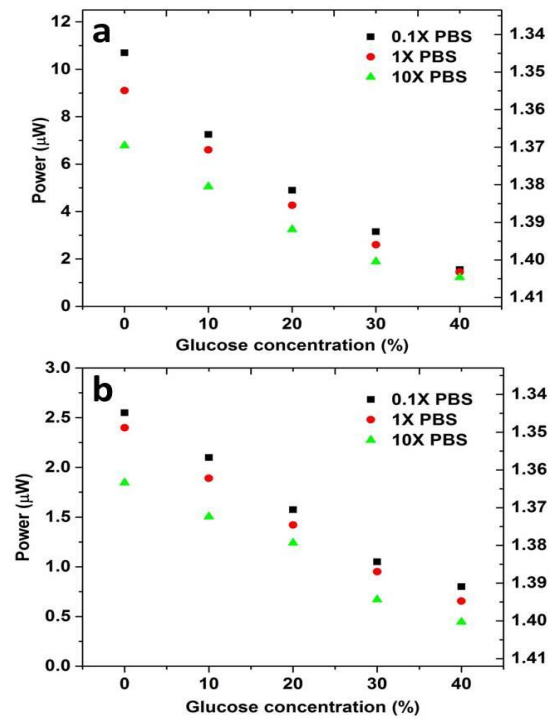 a
12
10
8
6
4
2
0
Power (μW)
0.1X PBS
1X PBS
10X PBS
1.34
1.35
1.36
1.37
1.38
1.39
1.40
1.41
0 10 20 30 40
Glucose concentration (%)
b
3.0
2.5
2.0
1.5
1.0
0.5
0.0
Power (μW)
0.1X PBS
1X PBS
10X PBS
1.34
1.35
1.36
1.37
1.38
1.39
1.40
1.41
0 10 20 30 40
Glucose concentration (%)